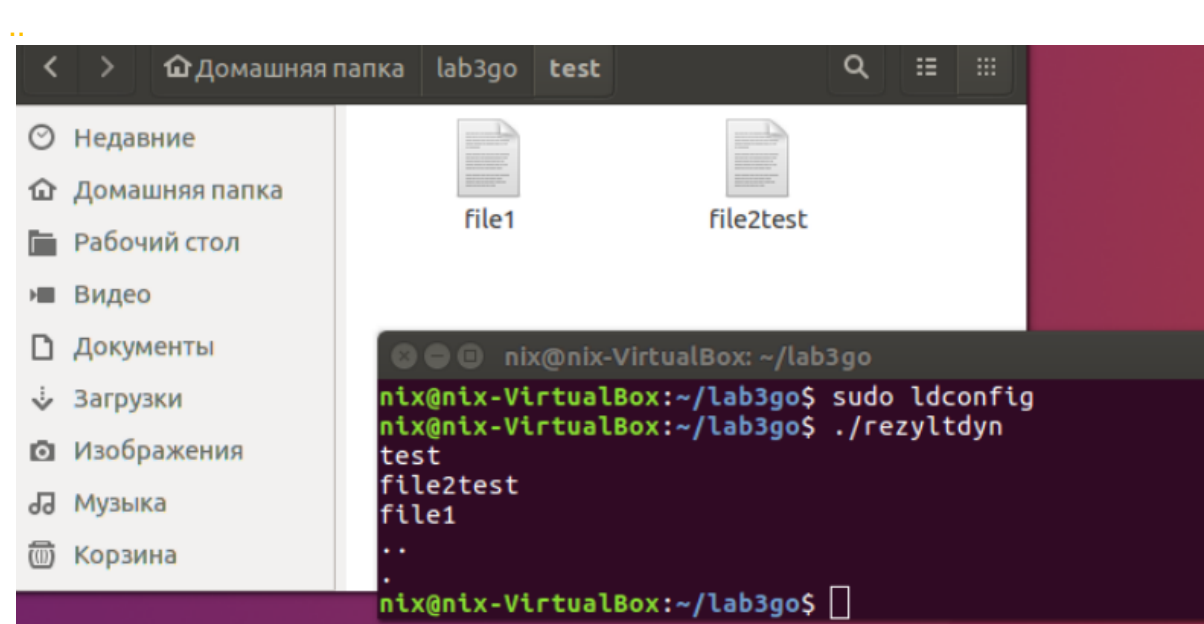 ..
Домашняя папка lab3go test
Недавние
Домашняя папка
Рабочий стол
Видео
Документы
Загрузки
Изображения
Музыка
Корзина
file1 file2test
nix@nix-VirtualBox: ~/lab3go
nix@nix-VirtualBox:~/lab3go$ sudo ldconfig
nix@nix-VirtualBox:~/lab3go$ ./rezyltdyn
test
file2test
file1
..
.
nix@nix-VirtualBox:~/lab3go$